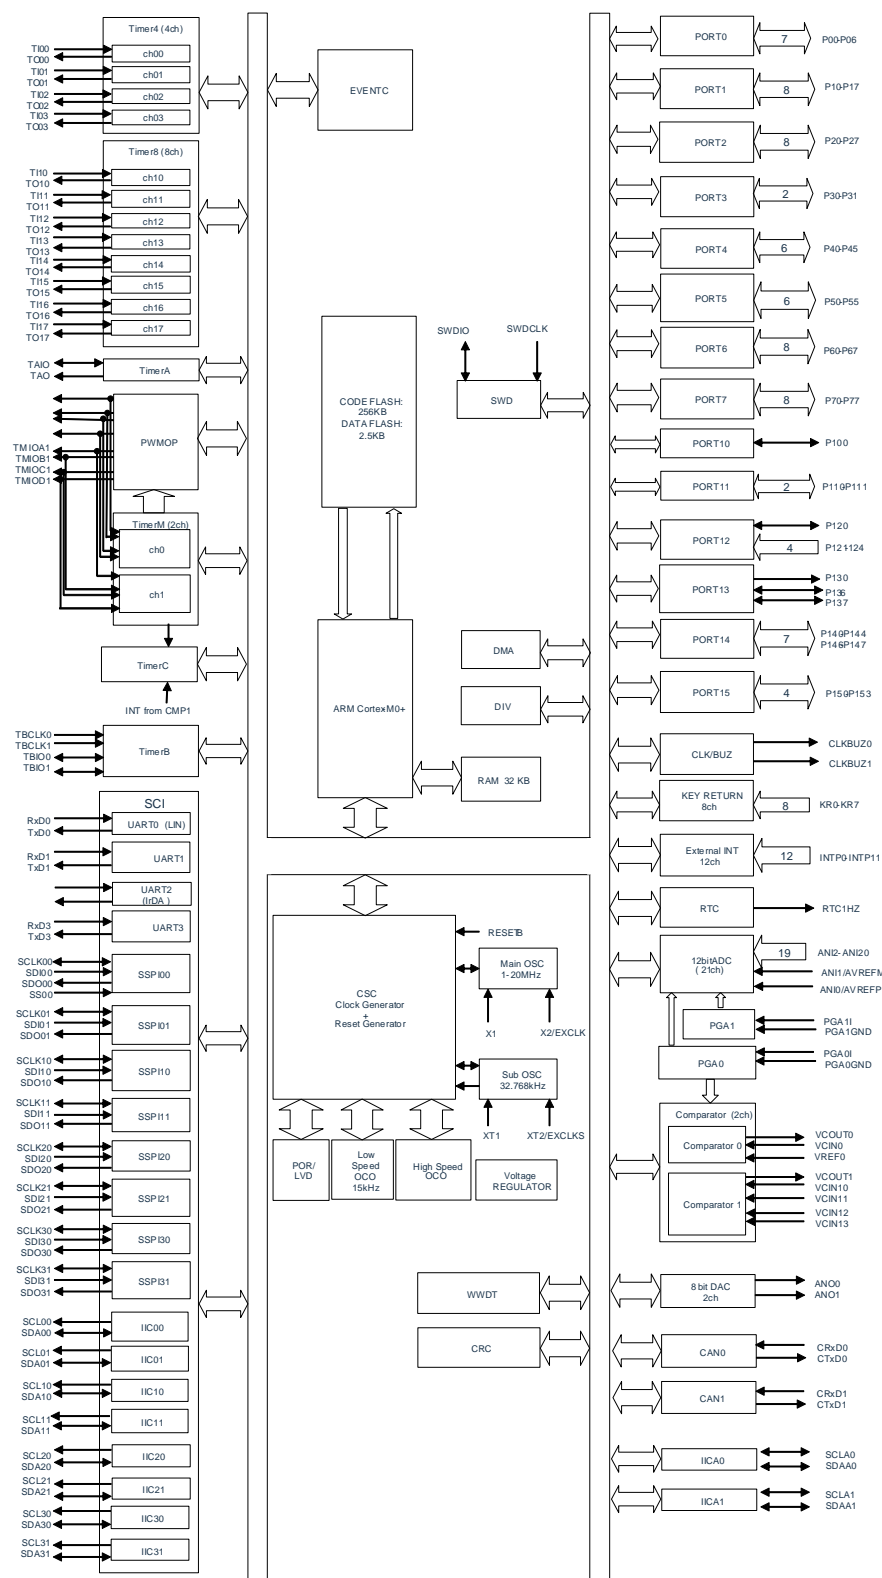 Timer4 (4ch)
TI00
TO00
ch00
TI01
TO01
ch01
TI02
TO02
ch02
TI03
TO03
ch03
Timer8 (8ch)
TI10
TO10
ch10
TI11
TO11
ch11
TI12
TO12
ch12
TI13
TO13
ch13
TI14
TO14
ch14
TI15
TO15
ch15
TI16
TO16
ch16
TI17
TO17
ch17
TAIO
TAO
TimerA
PWMOP
TMIOA1
TMIOB1
TMIOC1
TMIOD1
TimerM (2ch)
ch0
ch1
TimerC
INT from CMP1
TBCLK0
TBCLK1
TBIO0
TBIO1
TimerB
SCI
RxD0
TxD0
UART0 (LIN)
RxD1
TxD1
UART1
UART2
(IrDA)
RxD3
TxD3
UART3
SCLK00
SDI00
SDO00
SS00
SSPI00
SCLK01
SDI01
SDO01
SSPI01
SCLK10
SDI10
SDO10
SSPI10
SCLK11
SDI11
SDO11
SSPI11
SCLK20
SDI20
SDO20
SSPI20
SCLK21
SDI21
SDO21
SSPI21
SCLK30
SDI30
SDO30
SSPI30
SCLK31
SDI31
SDO31
SSPI31
SCL00
SDA00
IIC00
SCL01
SDA01
IIC01
SCL10
SDA10
IIC10
SCL11
SDA11
IIC11
SCL20
SDA20
IIC20
SCL21
SDA21
IIC21
SCL30
SDA30
IIC30
SCL31
SDA31
IIC31
EVENTC
CODE FLASH:
256KB
DATA FLASH:
2.5KB
SWDIO
SWDCLK
SWD
ARM CortexM0+
DMA
DIV
RAM 32 KB
CSC
Clock Generator
+
Reset Generator
RESETB
Main OSC
1-20MHz
X1
X2/EXCLK
Sub OSC
32.768kHz
XT1
XT2/EXCLKS
POR/
LVD
Low
Speed
OCO
15kHz
High Speed
OCO
Voltage
REGULATOR
WWDT
CRC
PORT0
7
P00-P06
PORT1
8
P10-P17
PORT2
8
P20-P27
PORT3
2
P30-P31
PORT4
6
P40-P45
PORT5
6
P50-P55
PORT6
8
P60-P67
PORT7
8
P70-P77
PORT10
P100
PORT11
2
P110-P111
PORT12
P120
4
P121-124
PORT13
P130
P136
P137
PORT14
7
P140-P144
P146-P147
PORT15
4
P150-P153
CLK/BUZ
CLKBUZ0
CLKBUZ1
KEY RETURN
8ch
8
KR0-KR7
External INT
12ch
12
INTP0-INTP11
RTC
RTC1HZ
12bitADC
(21ch)
19
ANI2-ANI20
ANI1/AVREFM
ANI0/AVREFP
PGA1
PGA1I
PGA1GND
PGA0
PGA0I
PGA0GND
Comparator (2ch)
Comparator 0
VCOUT0
VCIN0
VREF0
Comparator 1
VCOUT1
VCIN10
VCIN11
VCIN12
VCIN13
8bit DAC
2ch
ANO0
ANO1
CAN0
CRxD0
CTxD0
CAN1
CRxD1
CTxD1
IICA0
SCLA0
SDAA0
IICA1
SCLA1
SDAA1